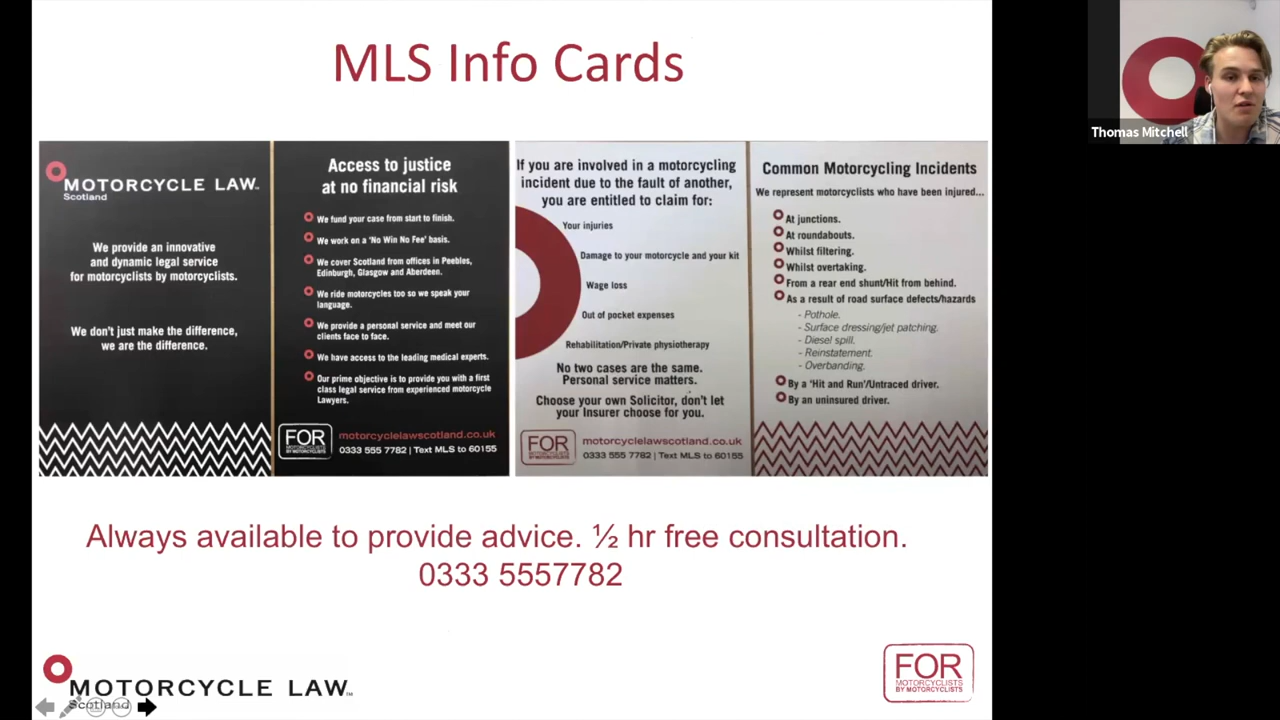 MLS Info Cards
Thomas Mitchell
MOTORCYCLE LAW™
Scotland
We provide an innovative
and dynamic legal service
for motorcyclists by motorcyclists.
We don't just make the difference,
we are the difference.
Access to justice
at no financial risk
We fund your case from start to finish.
We work on a 'No Win No Fee' basis.
We cover Scotland from offices in Peebles,
Edinburgh, Glasgow and Aberdeen.
We ride motorcycles too so we speak your
language.
We provide a personal service and meet our
clients face to face.
We have access to the leading medical experts.
Our prime objective is to provide you with a first
class legal service from experienced motorcycle
Lawyers.
FOR
MOTORCYCLISTS
BY MOTORCYCLISTS
motorcyclelawscotland.co.uk
0333 555 7782 | Text MLS to 60155
If you are involved in a motorcycling
incident due to the fault of another,
you are entitled to claim for:
Your injuries
Damage to your motorcycle and your kit
Wage loss
Out of pocket expenses
Rehabilitation/Private physiotherapy
No two cases are the same.
Personal service matters.
Choose your own Solicitor, don't let
your Insurer choose for you.
FOR
MOTORCYCLISTS
BY MOTORCYCLISTS
motorcyclelawscotland.co.uk
0333 555 7782 | Text MLS to 60155
Common Motorcycling Incidents
We represent motorcyclists who have been injured...
At junctions.
At roundabouts.
Whilst filtering.
Whilst overtaking.
From a rear end shunt/Hit from behind.
As a result of road surface defects/hazards
- Pothole.
- Surface dressing/jet patching.
- Diesel spill.
- Reinstatement.
- Overbanding.
By a 'Hit and Run'/Untraced driver.
By an uninsured driver.
Always available to provide advice. ½ hr free consultation.
0333 5557782
MOTORCYCLE LAW™
Scotland
FOR
MOTORCYCLISTS
BY MOTORCYCLISTS